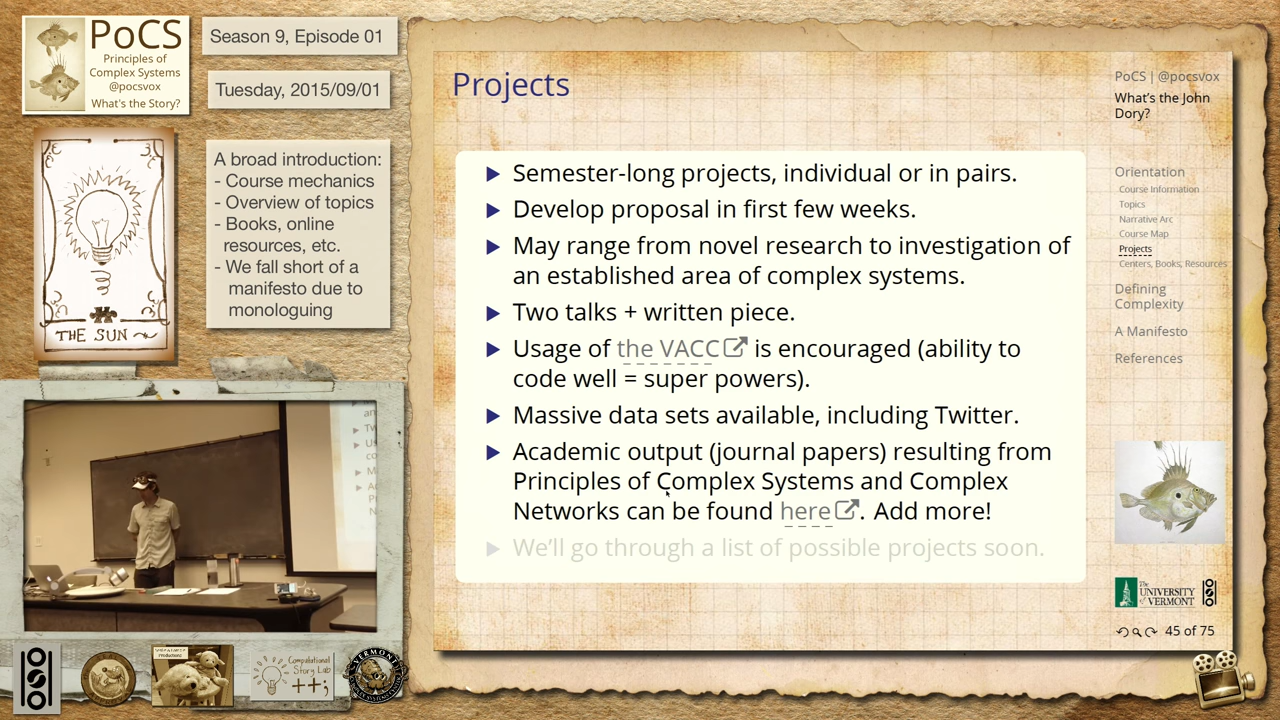 PoCS
Principles of
Complex Systems
@pocsvox
What's the Story?
Season 9, Episode 01
Tuesday, 2015/09/01
A broad introduction:
- Course mechanics
- Overview of topics
- Books, online
resources, etc.
- We fall short of a
manifesto due to
monologuing
THE SUN
Projects
Semester-long projects, individual or in pairs.
Develop proposal in first few weeks.
May range from novel research to investigation of
an established area of complex systems.
Two talks + written piece.
Usage of the VACC is encouraged (ability to
code well = super powers).
Massive data sets available, including Twitter.
Academic output (journal papers) resulting from
Principles of Complex Systems and Complex
Networks can be found here. Add more!
We'll go through a list of possible projects soon.
PoCS | @pocsvox
What's the John
Dory?
Orientation
Course Information
Topics
Narrative Arc
Course Map
Projects
Centers, Books, Resources
Defining
Complexity
A Manifesto
References
The
UNIVERSITY
of VERMONT
45 of 75
Computational
Story Lab
++;
VERMONT